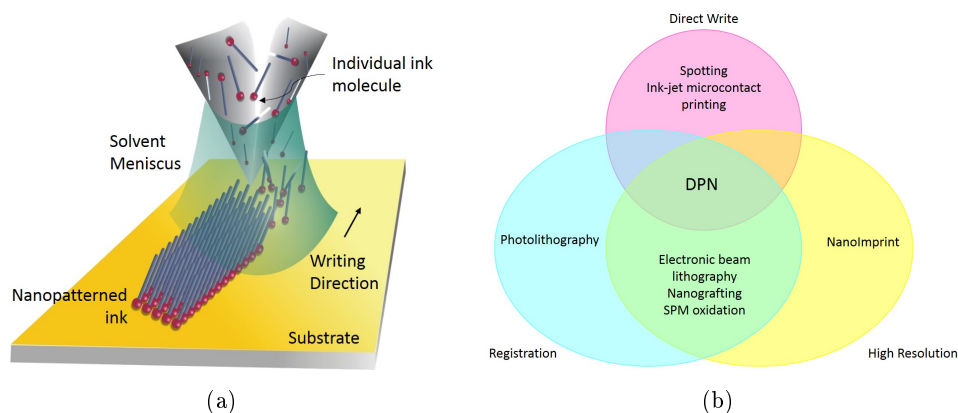 Individual ink
molecule
Solvent
Meniscus
Writing
Direction
Nanopatterned
ink
Substrate
(a)
Direct Write
Spotting
Ink-jet microcontact
printing
DPN
Photolithography
NanoImprint
Electronic beam
lithography
Nanografting
SPM oxidation
Registration
High Resolution
(b)